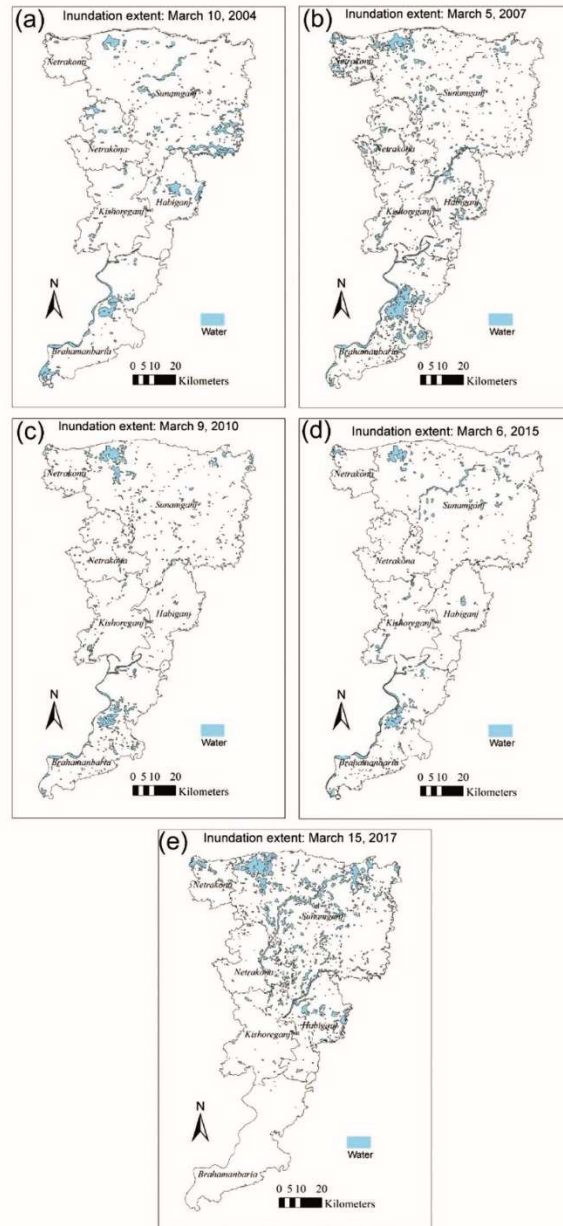 (a) Inundation extent: March 10, 2004
Netrakona
Sunamganj
Netrakona
Habiganj
Kishoreganj
N
Water
Brahamanbaria
0 5 10 20
Kilometers
(b) Inundation extent: March 5, 2007
Netrakona
Sunamganj
Netrakona
Habiganj
Kishoreganj
N
Water
Brahamanbaria
0 5 10 20
Kilometers
(c) Inundation extent: March 9, 2010
Netrakona
Sunamganj
Netrakona
Habiganj
Kishoreganj
N
Water
Brahamanbaria
0 5 10 20
Kilometers
(d) Inundation extent: March 6, 2015
Netrakona
Sunamganj
Netrakona
Habiganj
Kishoreganj
N
Water
Brahamanbaria
0 5 10 20
Kilometers
(e) Inundation extent: March 15, 2017
Netrakona
Sunamganj
Netrakona
Habiganj
Kishoreganj
N
Water
Brahamanbaria
0 5 10 20
Kilometers